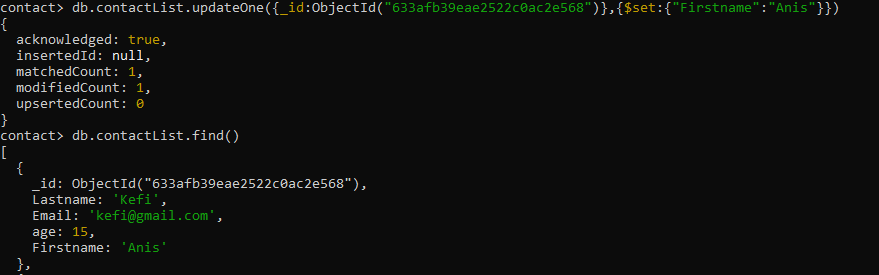 contact> db.contactList.updateOne({_id:ObjectId("633afb39eae2522c0ac2e568")},{$set:{"Firstname":"Anis"}})
{
  acknowledged: true,
  insertedId: null,
  matchedCount: 1,
  modifiedCount: 1,
  upsertedCount: 0
}
contact> db.contactList.find()
[
  {
    _id: ObjectId("633afb39eae2522c0ac2e568"),
    Lastname: 'Kefi',
    Email: 'kefi@gmail.com',
    age: 15,
    Firstname: 'Anis'
  },